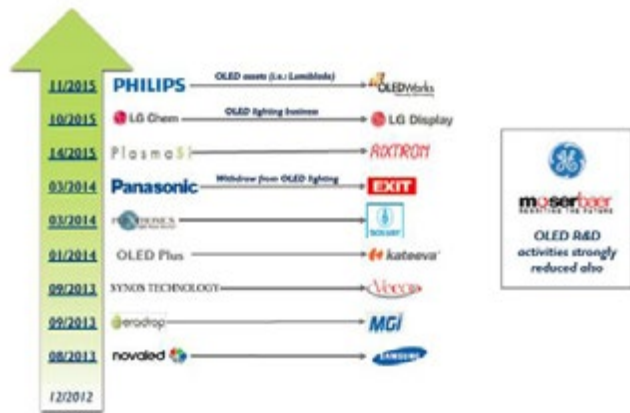 11/2015 PHILIPS OLED assets (i.e.: Lumiblade) OLEDWorks
10/2015 LG Chem OLED lighting business LG Display
14/2015 PlasmaSi AIXTRON
03/2014 Panasonic Withdraw from OLED lighting EXIT
03/2014 SOLVAY
01/2014 OLED Plus kateeva
09/2013 SYNOS TECHNOLOGY Veeco
09/2013 aerodrop MGI
08/2013 novaled SAMSUNG
12/2012
moserbaer
OLED R&D
activities strongly
reduced also